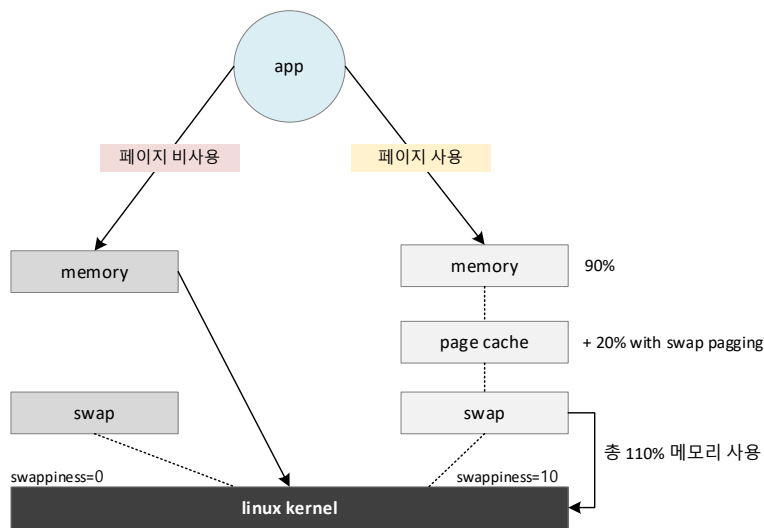 app
페이지 비사용
페이지 사용
memory
memory
90%
page cache
+ 20% with swap pagging
swap
swap
총 110% 메모리 사용
swappiness=0
swappiness=10
linux kernel